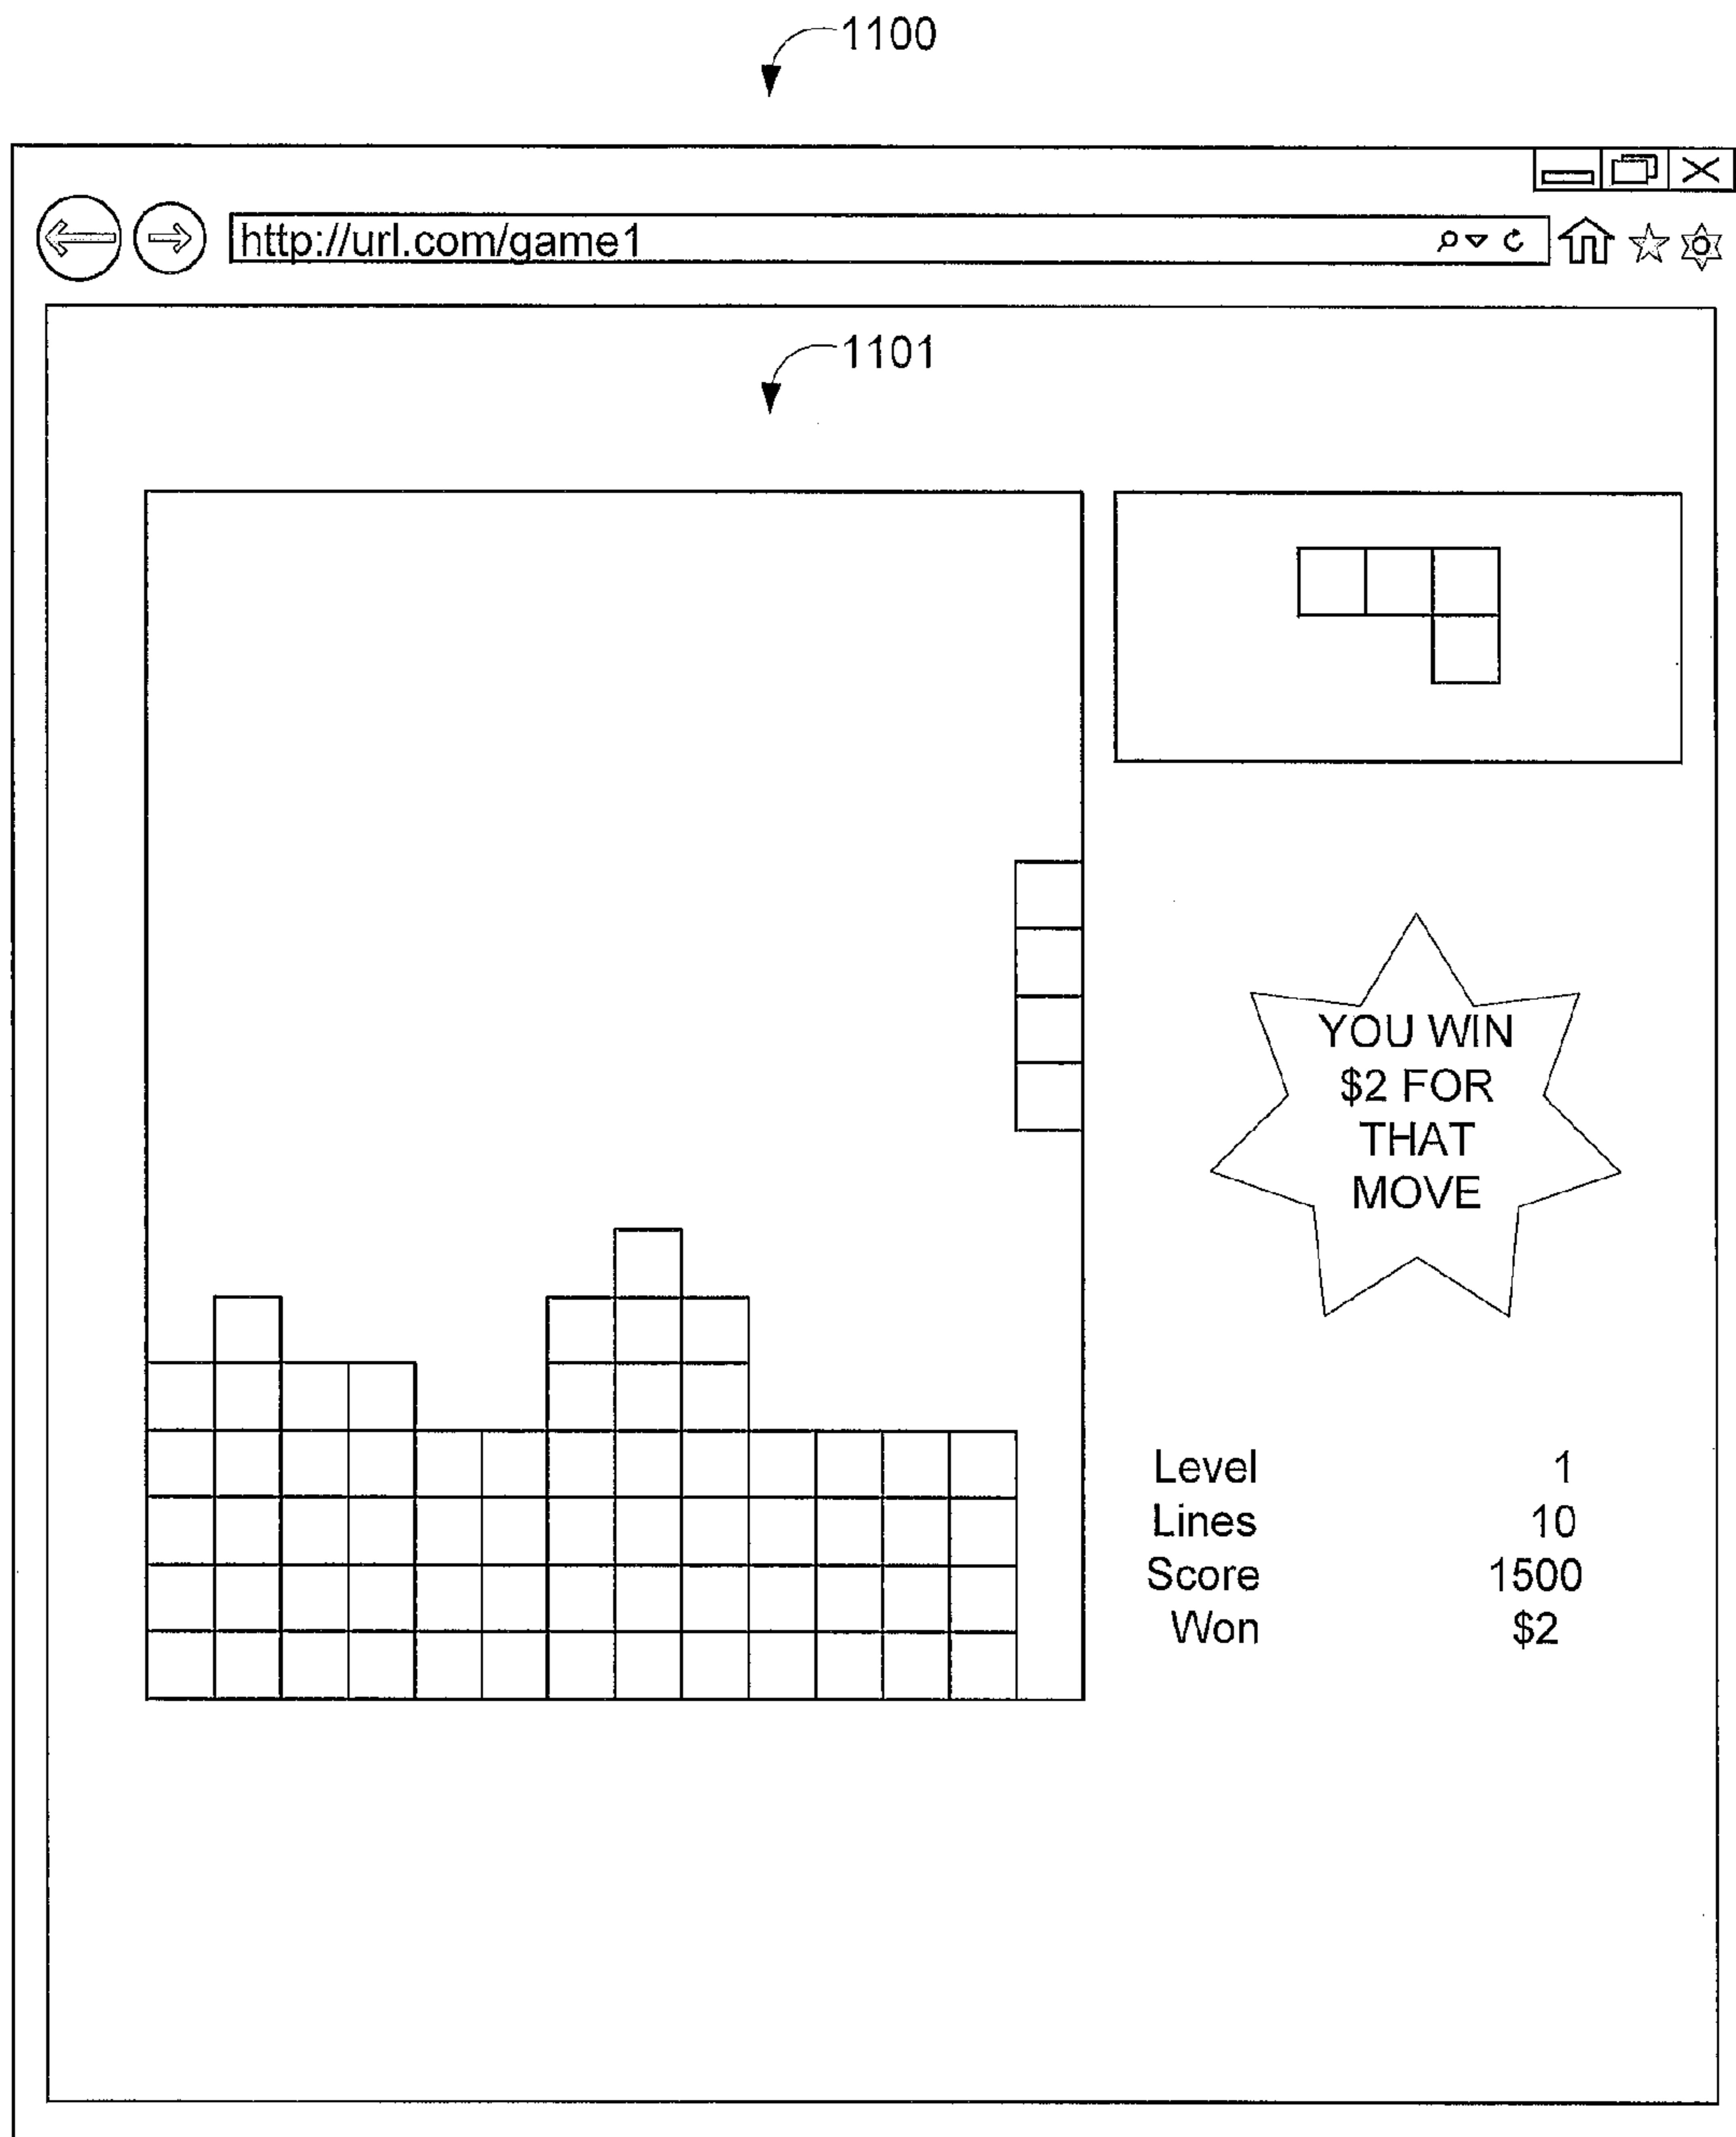 1100
http://url.com/game1
1101
YOU WIN
$2 FOR
THAT
MOVE
Level 1
Lines 10
Score 1500
Won $2